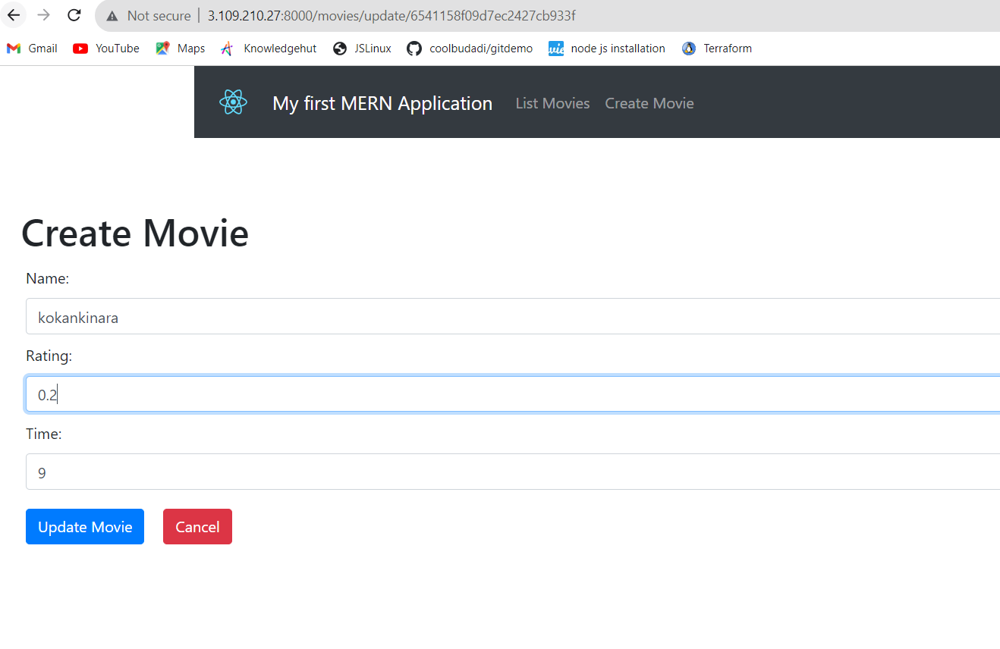 Not secure | 3.109.210.27:8000/movies/update/6541158f09d7ec2427cb933f
Gmail YouTube Maps Knowledgehut JSLinux coolbudadi/gitdemo node js installation Terraform
My first MERN Application List Movies Create Movie
Create Movie
Name:
kokankinara
Rating:
0.2
Time:
9
Update Movie Cancel